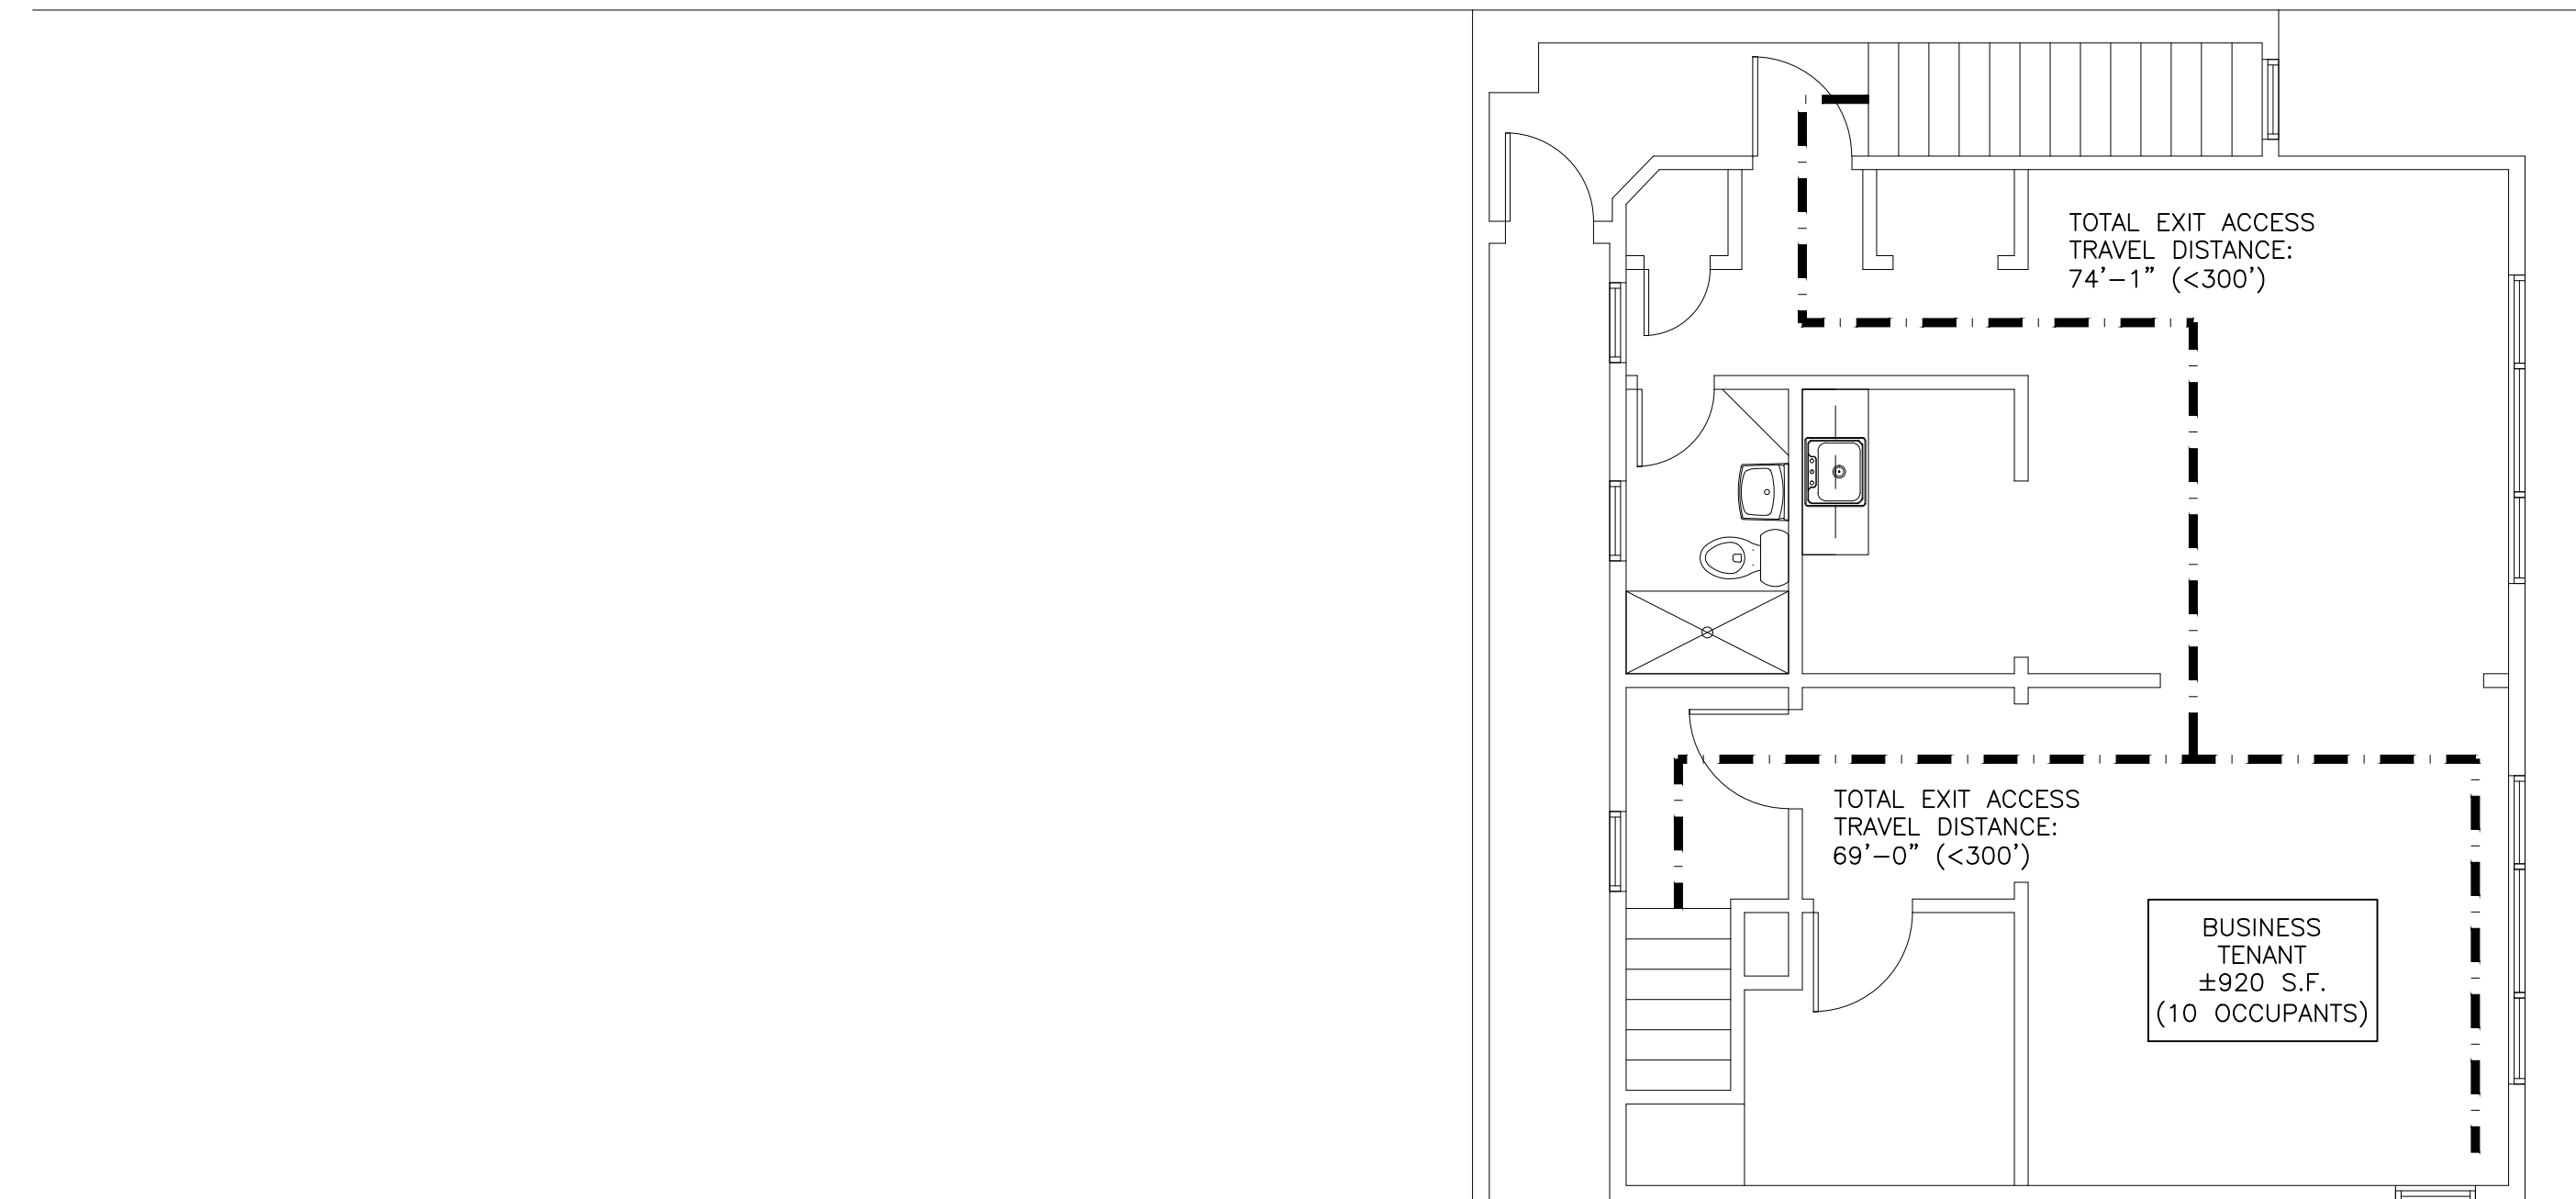 TOTAL EXIT ACCESS
TRAVEL DISTANCE:
74'-1" (<300')
TOTAL EXIT ACCESS
TRAVEL DISTANCE:
69'-0" (<300')
BUSINESS
TENANT
±920 S.F.
(10 OCCUPANTS)